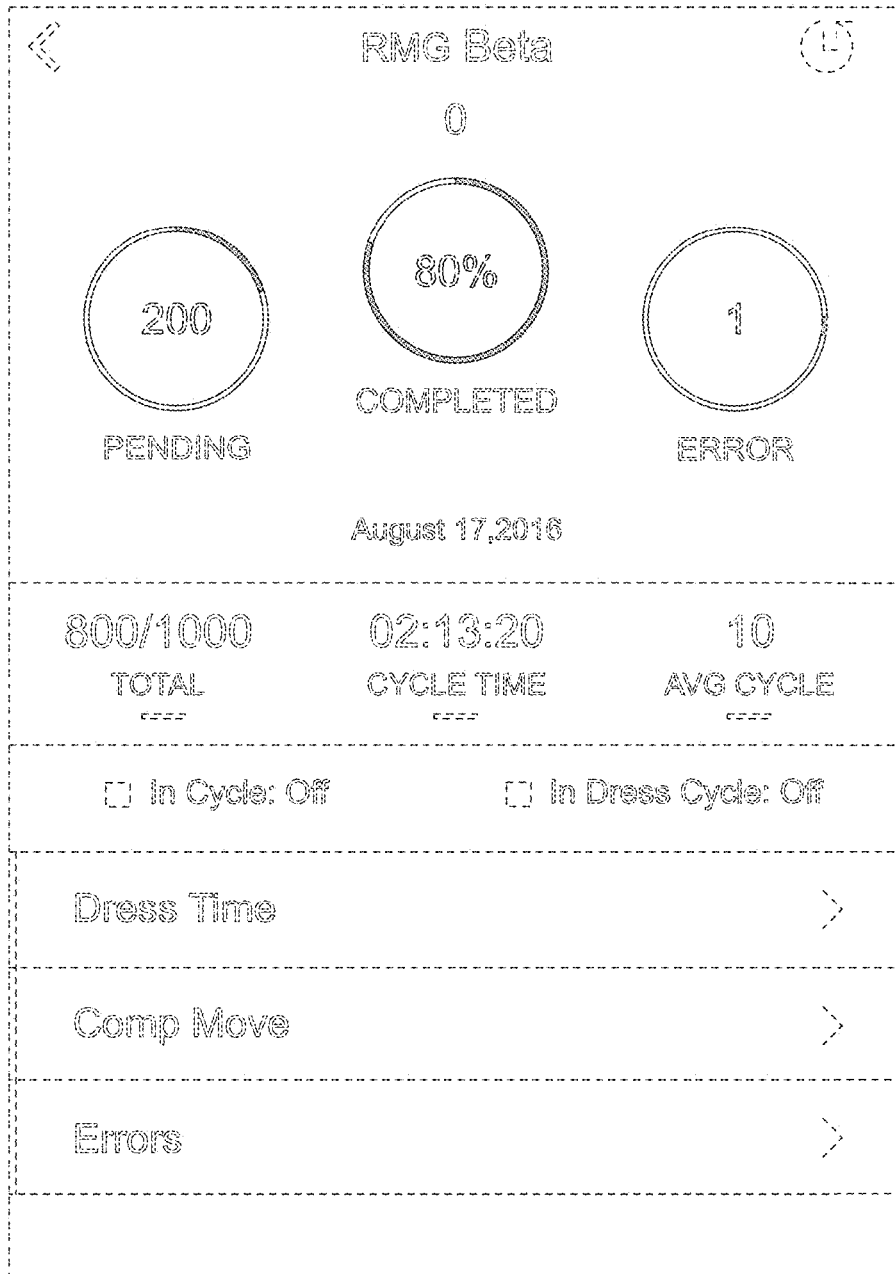 RMG Beta
0
200
80%
1
PENDING
COMPLETED
ERROR
August 17,2016
800/1000 02:13:20 10
TOTAL CYCLE TIME AVG CYCLE
In Cycle: Off In Dress Cycle: Off
Dress Time
Comp Move
Errors